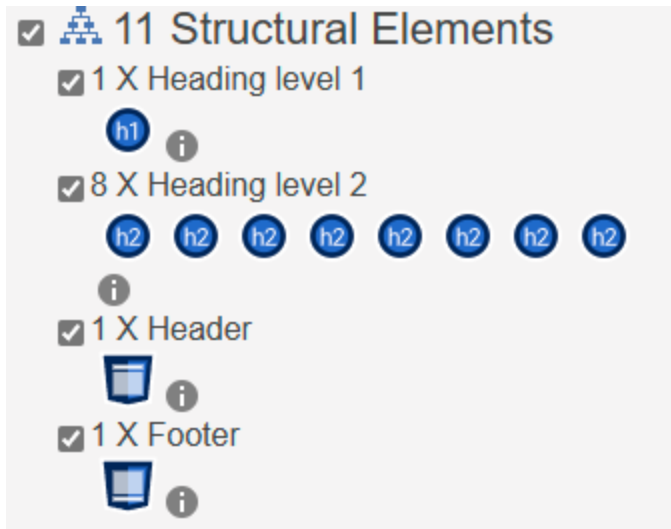 11 Structural Elements
1 X Heading level 1
h1 i
8 X Heading level 2
h2 h2 h2 h2 h2 h2 h2 h2
i
1 X Header
i
1 X Footer
i